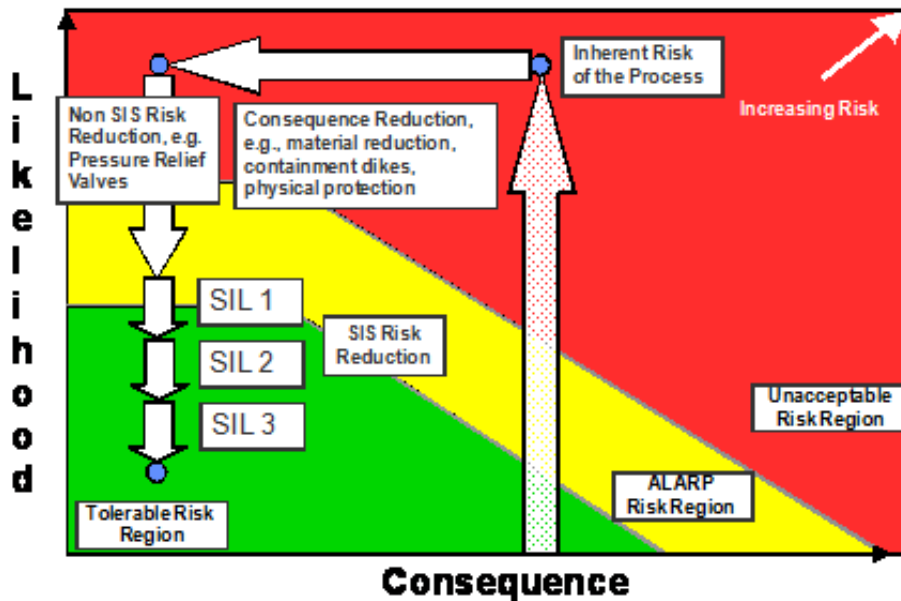 Likelihood
Inherent Risk
of the Process
Increasing Risk
Non SIS Risk
Reduction, e.g.
Pressure Relief
Valves
Consequence Reduction,
e.g., material reduction,
containment dikes,
physical protection
SIL 1
SIL 2
SIL 3
SIS Risk
Reduction
Unacceptable
Risk Region
ALARP
Risk Region
Tolerable Risk
Region
Consequence